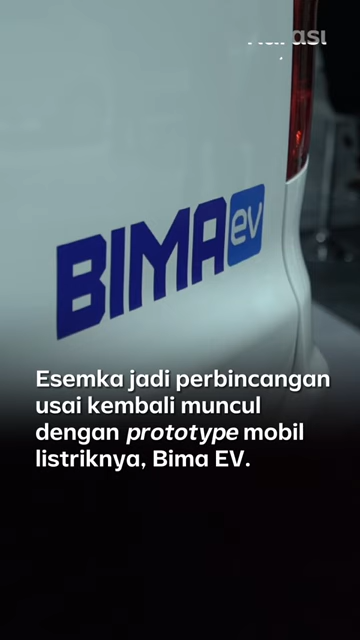 BIMA ev
Esemka jadi perbincangan
usai kembali muncul
dengan prototype mobil
listriknya, Bima EV.